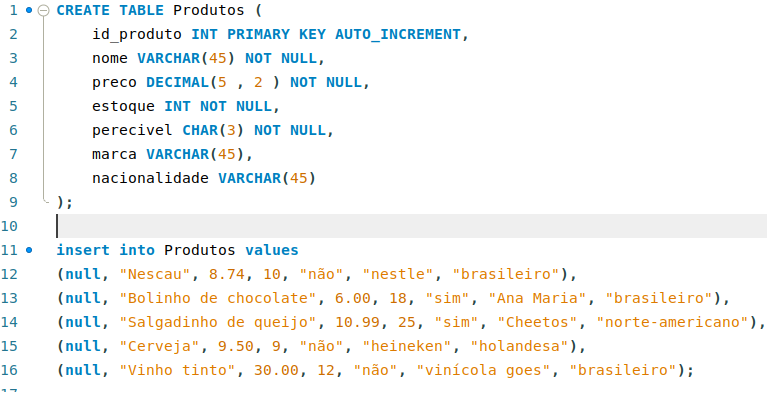 1 CREATE TABLE Produtos (
2 id_produto INT PRIMARY KEY AUTO_INCREMENT,
3 nome VARCHAR(45) NOT NULL,
4 preco DECIMAL(5 , 2 ) NOT NULL,
5 estoque INT NOT NULL,
6 perecivel CHAR(3) NOT NULL,
7 marca VARCHAR(45),
8 nacionalidade VARCHAR(45)
9 );
10
11 insert into Produtos values
12 (null, "Nescau", 8.74, 10, "não", "nestle", "brasileiro"),
13 (null, "Bolinho de chocolate", 6.00, 18, "sim", "Ana Maria", "brasileiro"),
14 (null, "Salgadinho de queijo", 10.99, 25, "sim", "Cheetos", "norte-americano"),
15 (null, "Cerveja", 9.50, 9, "não", "heineken", "holandesa"),
16 (null, "Vinho tinto", 30.00, 12, "não", "vinícola goes", "brasileiro");
17